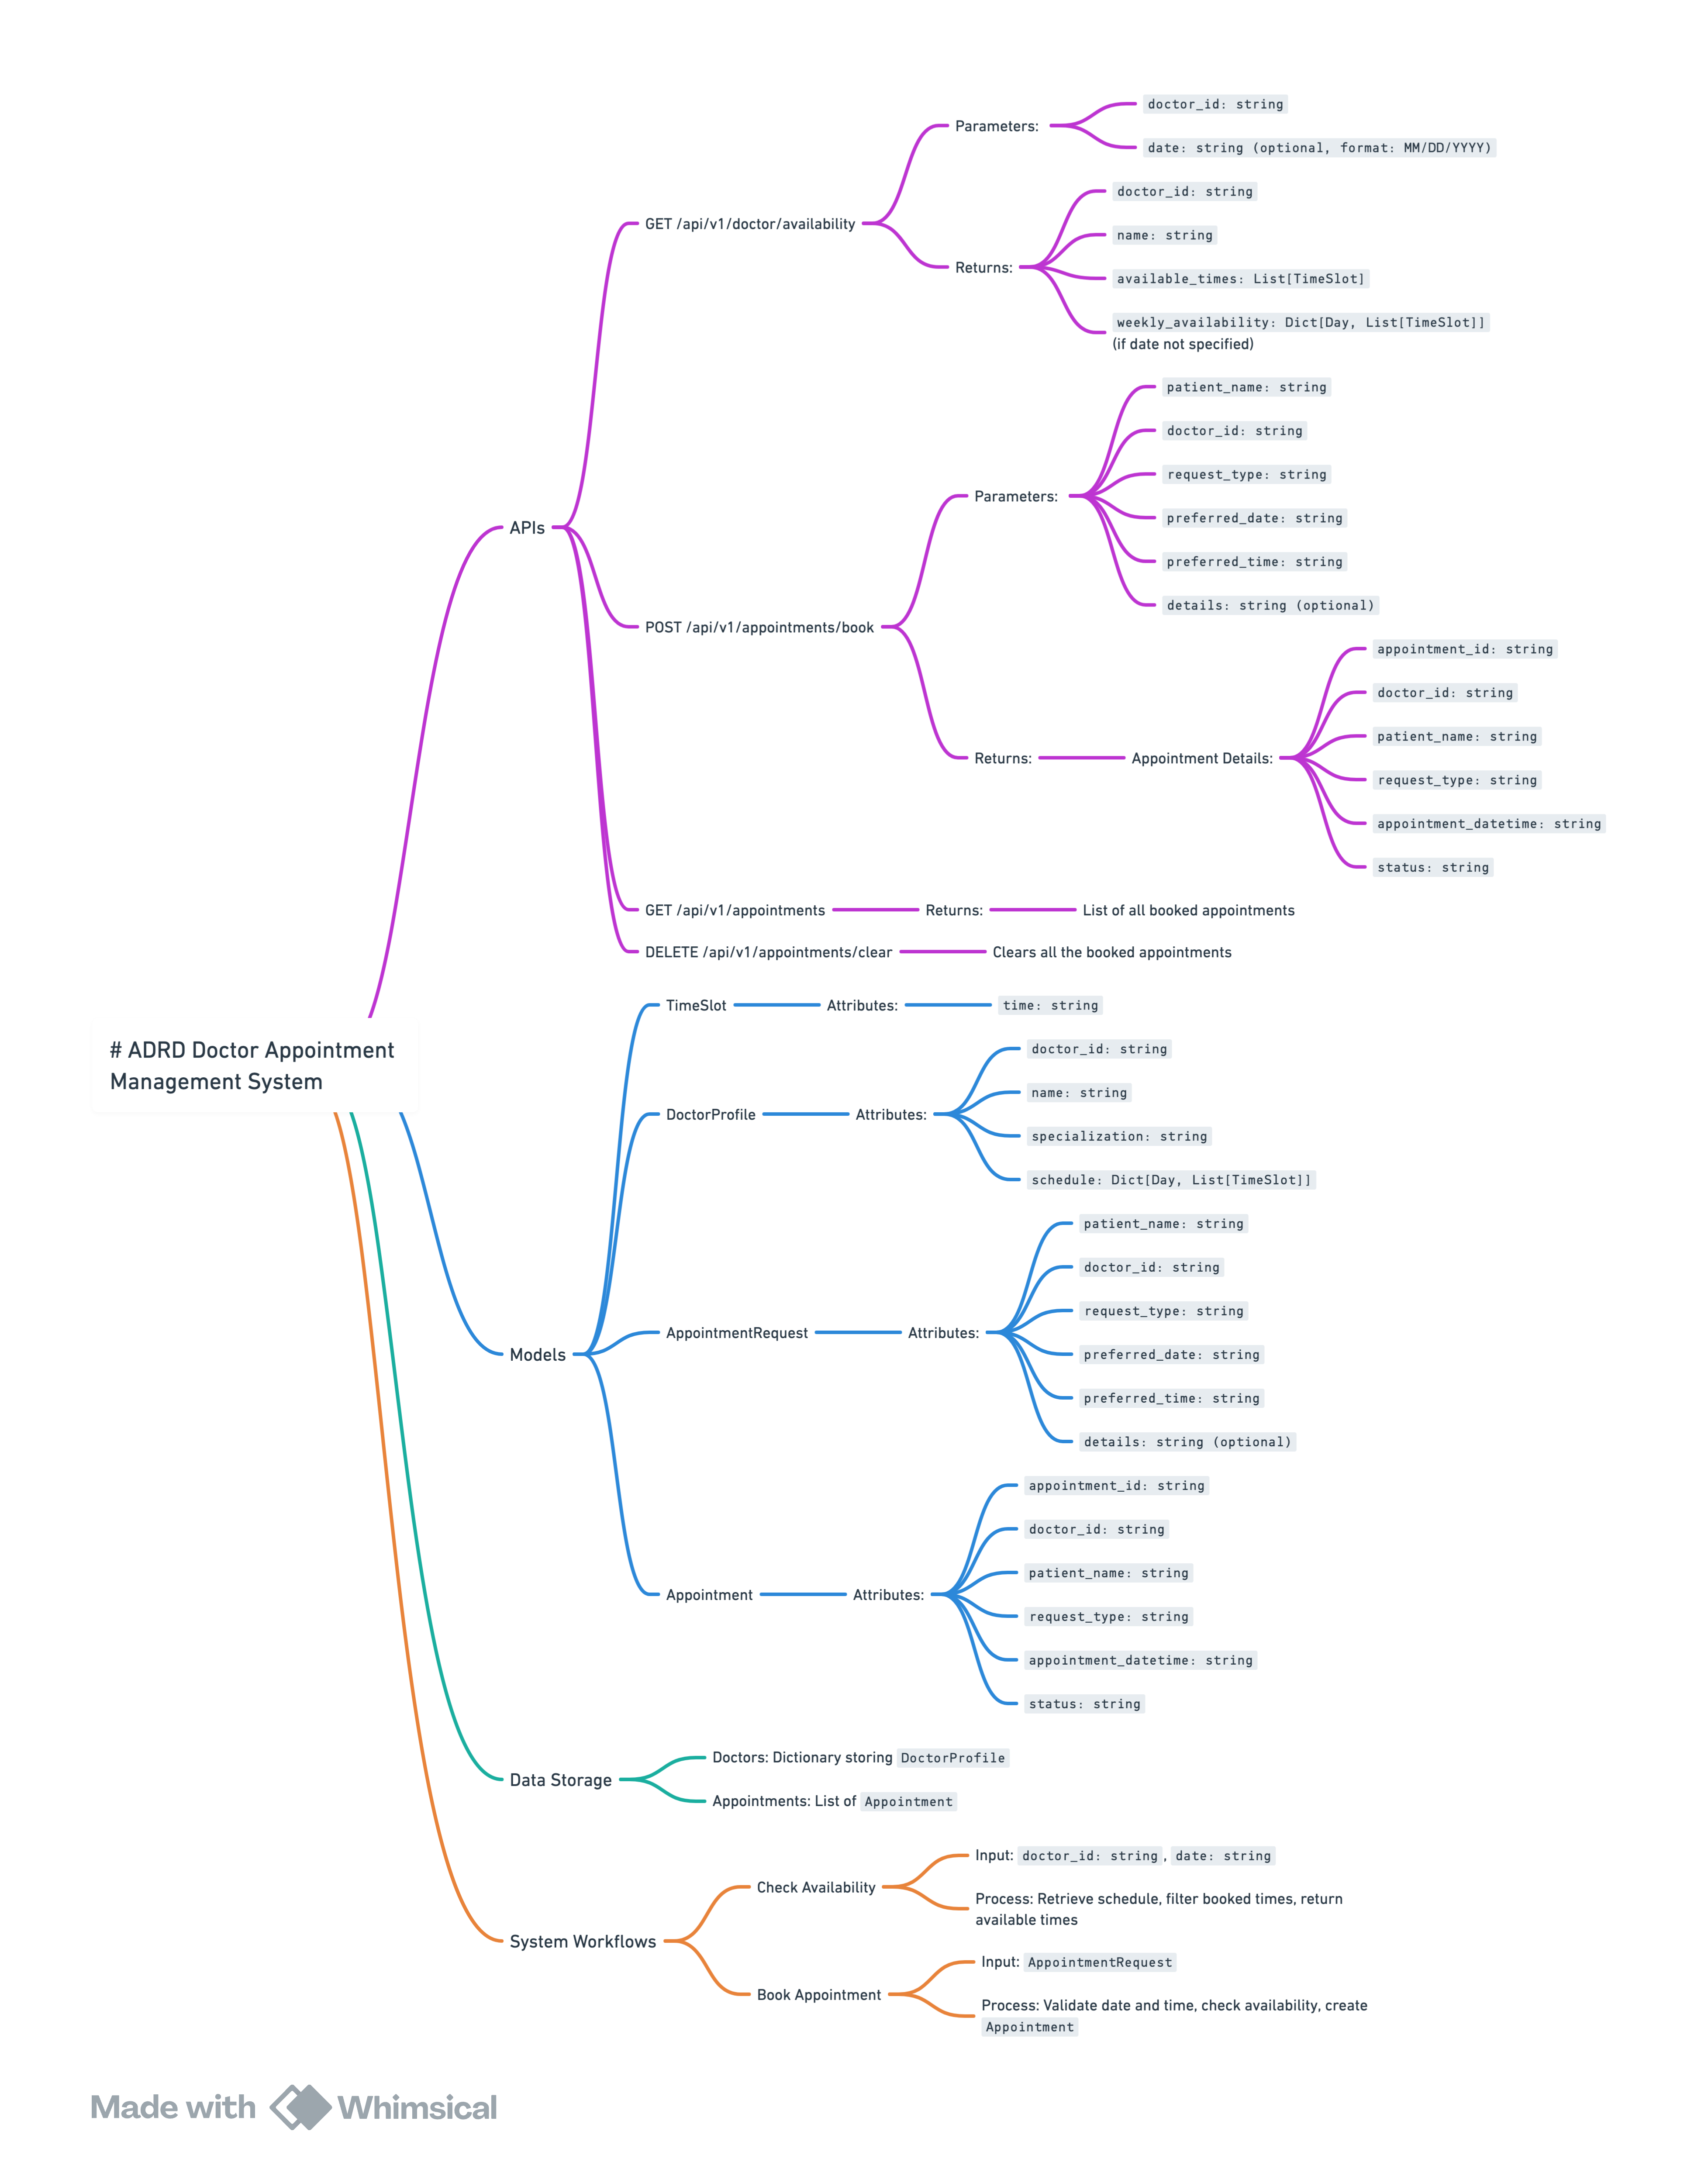 # ADRD Doctor Appointment
Management System
APIs
GET /api/v1/doctor/availability
Parameters:
doctor_id: string
date: string (optional, format: MM/DD/YYYY)
Returns:
doctor_id: string
name: string
available_times: List[TimeSlot]
weekly_availability: Dict[Day, List[TimeSlot]]
(if date not specified)
POST /api/v1/appointments/book
Parameters:
patient_name: string
doctor_id: string
request_type: string
preferred_date: string
preferred_time: string
details: string (optional)
Returns:
Appointment Details:
appointment_id: string
doctor_id: string
patient_name: string
request_type: string
appointment_datetime: string
status: string
GET /api/v1/appointments
Returns:
List of all booked appointments
DELETE /api/v1/appointments/clear
Clears all the booked appointments
Models
TimeSlot
Attributes:
time: string
DoctorProfile
Attributes:
doctor_id: string
name: string
specialization: string
schedule: Dict[Day, List[TimeSlot]]
AppointmentRequest
Attributes:
patient_name: string
doctor_id: string
request_type: string
preferred_date: string
preferred_time: string
details: string (optional)
Appointment
Attributes:
appointment_id: string
doctor_id: string
patient_name: string
request_type: string
appointment_datetime: string
status: string
Data Storage
Doctors: Dictionary storing DoctorProfile
Appointments: List of Appointment
System Workflows
Check Availability
Input: doctor_id: string, date: string
Process: Retrieve schedule, filter booked times, return
available times
Book Appointment
Input: AppointmentRequest
Process: Validate date and time, check availability, create
Appointment
Made with Whimsical